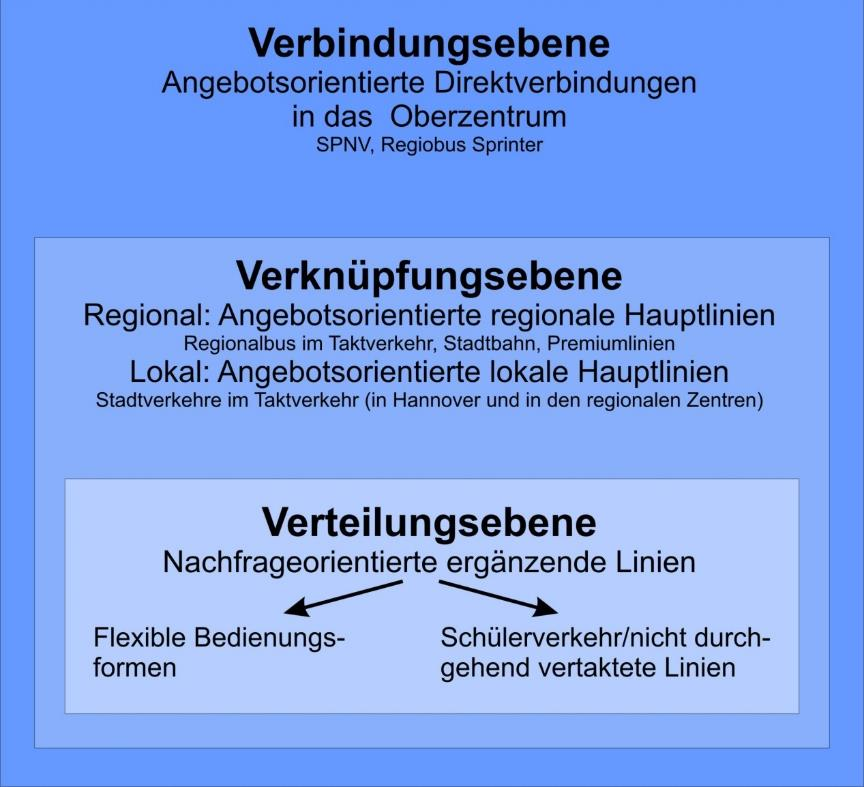 Verbindungsebene
Angebotsorientierte Direktverbindungen
in das Oberzentrum
SPNV, Regiobus Sprinter
Verknüpfungsebene
Regional: Angebotsorientierte regionale Hauptlinien
Regionalbus im Taktverkehr, Stadtbahn, Premiumlinien
Lokal: Angebotsorientierte lokale Hauptlinien
Stadtverkehre im Taktverkehr (in Hannover und in den regionalen Zentren)
Verteilungsebene
Nachfrageorientierte ergänzende Linien
Flexible Bedienungs-
formen
Schülerverkehr/nicht durch-
gehend vertaktete Linien